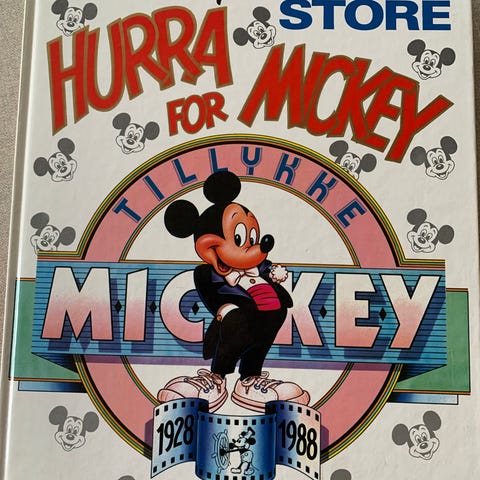 STORE
HURRA
FOR MICKEY
TILLYKKE
MICKEY
1928 1988